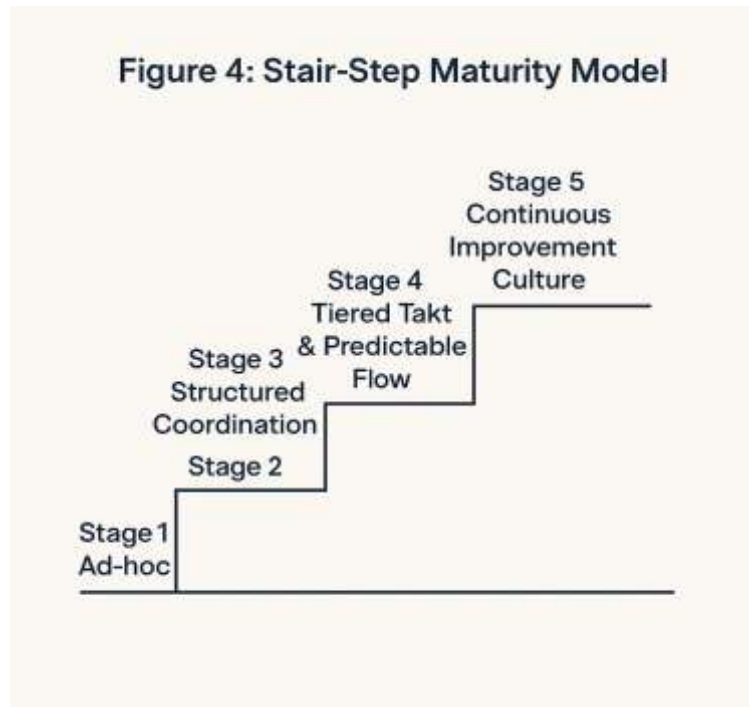 Figure 4: Stair-Step Maturity Model
Stage 1
Ad-hoc
Stage 2
Stage 3
Structured
Coordination
Stage 4
Tiered Takt
& Predictable
Flow
Stage 5
Continuous
Improvement
Culture